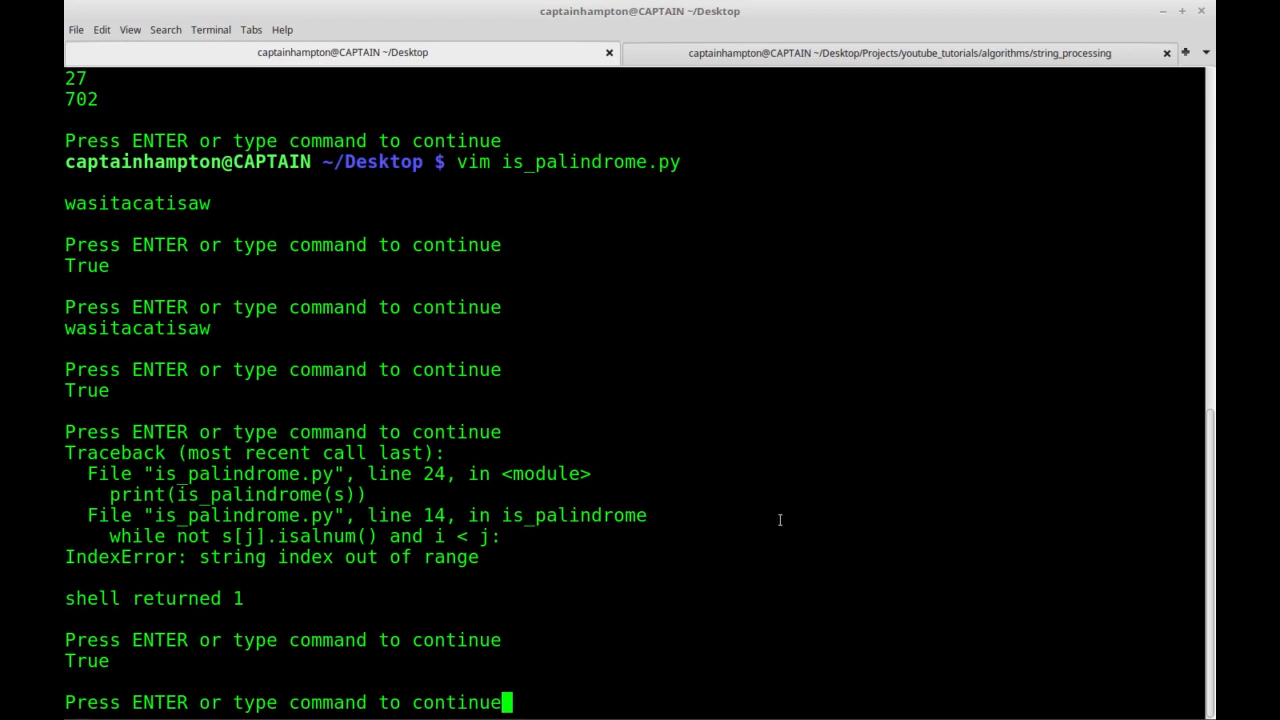 captainhampton@CAPTAIN ~/Desktop
File Edit View Search Terminal Tabs Help
captainhampton@CAPTAIN ~/Desktop
captainhampton@CAPTAIN ~/Desktop/Projects/youtube_tutorials/algorithms/string_processing
27
702
Press ENTER or type command to continue
captainhampton@CAPTAIN ~/Desktop $ vim is_palindrome.py
wasitacatisaw
Press ENTER or type command to continue
True
Press ENTER or type command to continue
wasitacatisaw
Press ENTER or type command to continue
True
Press ENTER or type command to continue
Traceback (most recent call last):
  File "is_palindrome.py", line 24, in <module>
    print(is_palindrome(s))
  File "is_palindrome.py", line 14, in is_palindrome
    while not s[j].isalnum() and i < j:
IndexError: string index out of range
shell returned 1
Press ENTER or type command to continue
True
Press ENTER or type command to continue